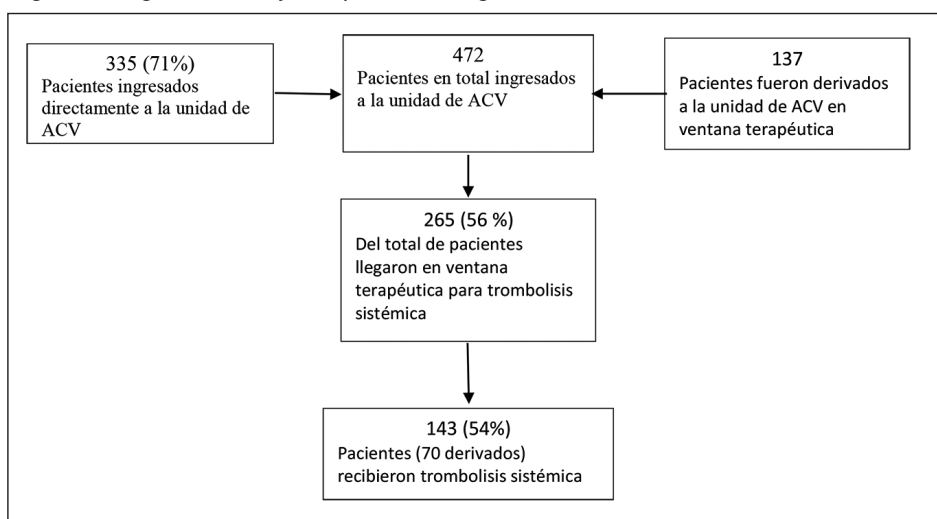 335 (71%)
Pacientes ingresados
directamente a la unidad de
ACV
472
Pacientes en total ingresados
a la unidad de ACV
137
Pacientes fueron derivados
a la unidad de ACV en
ventana terapéutica
265 (56 %)
Del total de pacientes
llegaron en ventana
terapéutica para trombolisis
sistémica
143 (54%)
Pacientes (70 derivados)
recibieron trombolisis sistémica